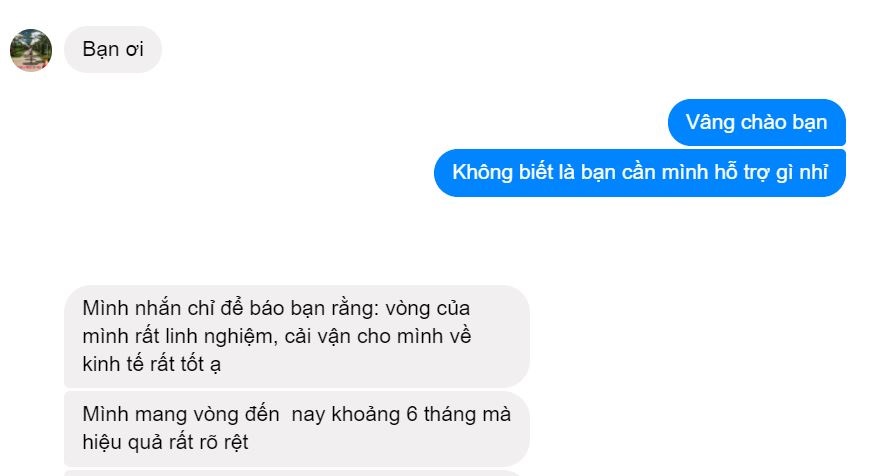 Bạn ơi
Vâng chào bạn
Không biết là bạn cần mình hỗ trợ gì nhỉ
Mình nhắn chỉ để báo bạn rằng: vòng của
mình rất linh nghiệm, cải vận cho mình về
kinh tế rất tốt ạ
Mình mang vòng đến nay khoảng 6 tháng mà
hiệu quả rất rõ rệt